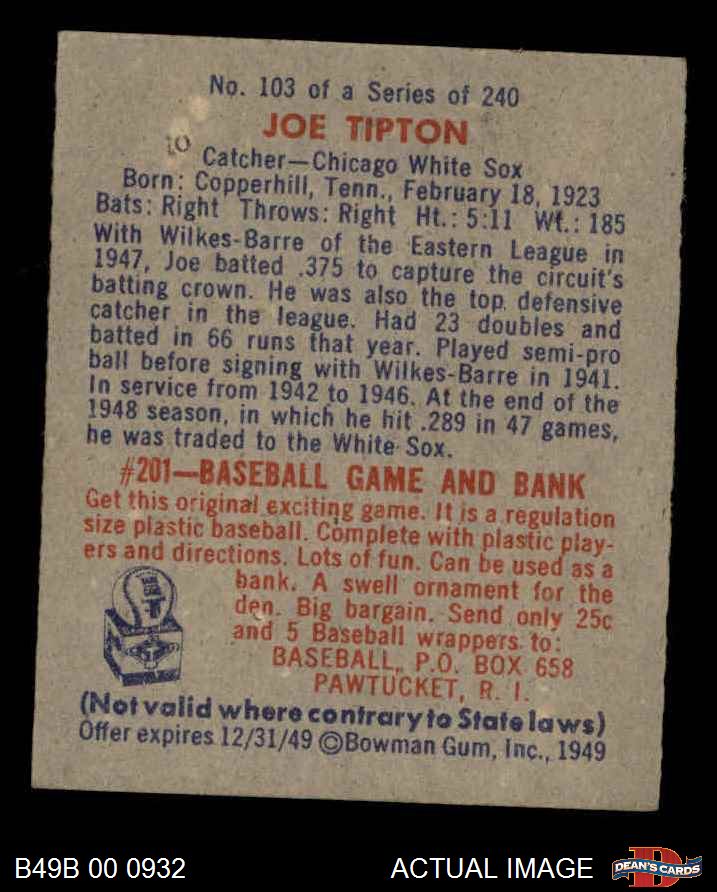 No. 103 of a Series of 240
JOE TIPTON
Catcher—Chicago White Sox
Born: Copperhill, Tenn., February 18, 1923
Bats: Right Throws: Right Ht.: 5:11 Wt.: 185
With Wilkes-Barre of the Eastern League in
1947, Joe batted .375 to capture the circuit's
batting crown. He was also the top defensive
catcher in the league. Had 23 doubles and
batted in 66 runs that year. Played semi-pro
ball before signing with Wilkes-Barre in 1941.
In service from 1942 to 1946. At the end of the
1948 season, in which he hit .289 in 47 games,
he was traded to the White Sox.
#201—BASEBALL GAME AND BANK
Get this original exciting game. It is a regulation
size plastic baseball. Complete with plastic play-
ers and directions. Lots of fun. Can be used as a
bank. A swell ornament for the
den. Big bargain. Send only 25c
and 5 Baseball wrappers to:
BASEBALL, P.O. BOX 658
PAWTUCKET, R. I.
(Not valid where contrary to State laws)
Offer expires 12/31/49 ©Bowman Gum, Inc., 1949
B49B 00 0932
ACTUAL IMAGE
DEAN'S CARDS